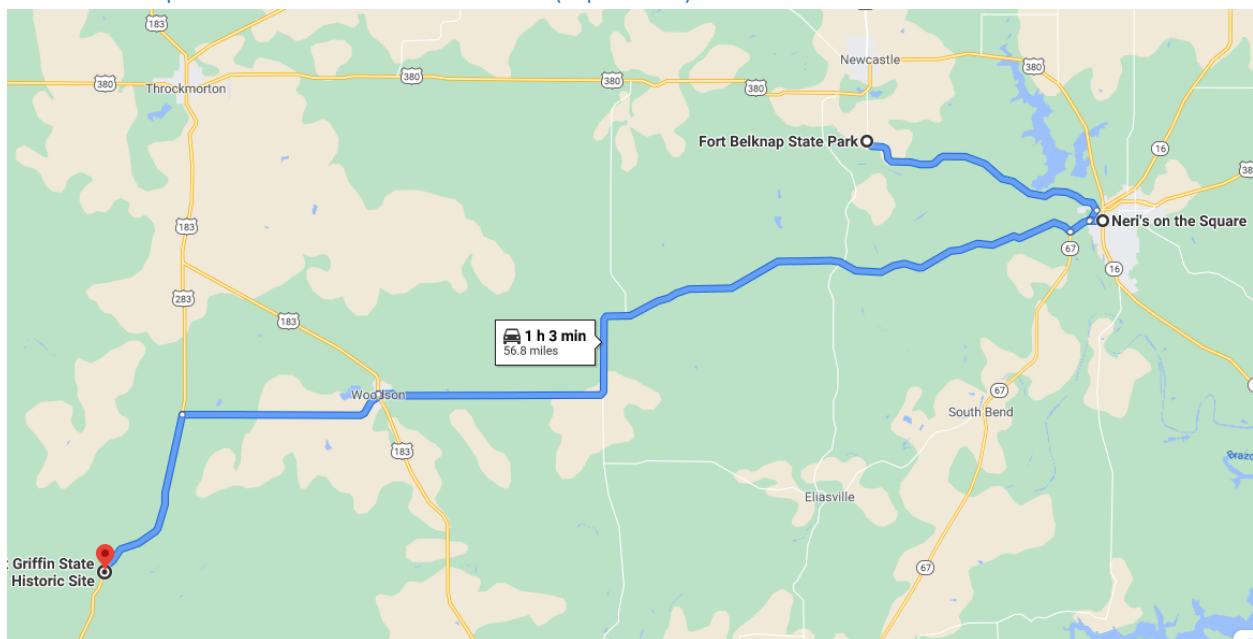 183
380
Throckmorton
380
380
380
Newcastle
380
Fort Belknap State Park
16
Neri's on the Square
67
16
183
283
183
1 h 3 min
56.8 miles
Woodson
183
67
South Bend
Eliasville
67
Griffin State
Historic Site